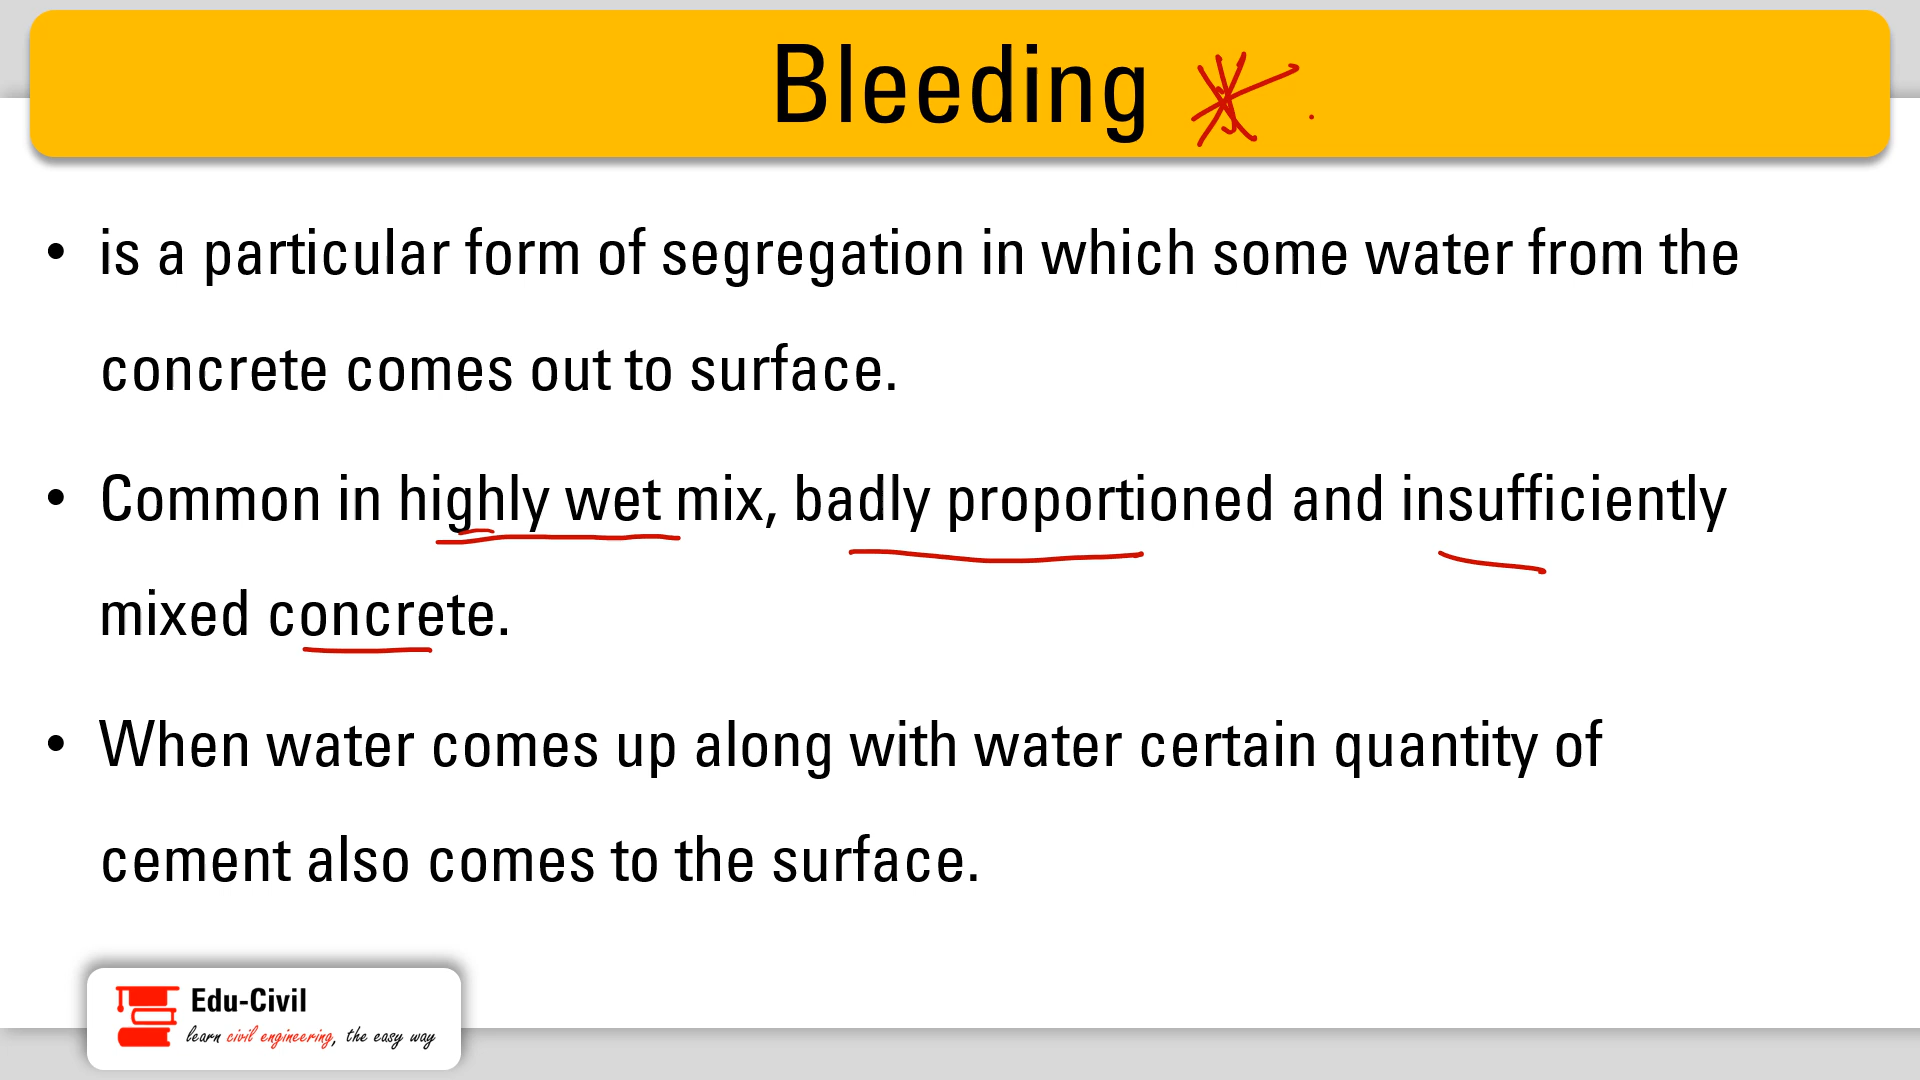 Bleeding
• is a particular form of segregation in which some water from the
concrete comes out to surface.
• Common in highly wet mix, badly proportioned and insufficiently
mixed concrete.
• When water comes up along with water certain quantity of
cement also comes to the surface.
Edu-Civil
learn civil engineering, the easy way